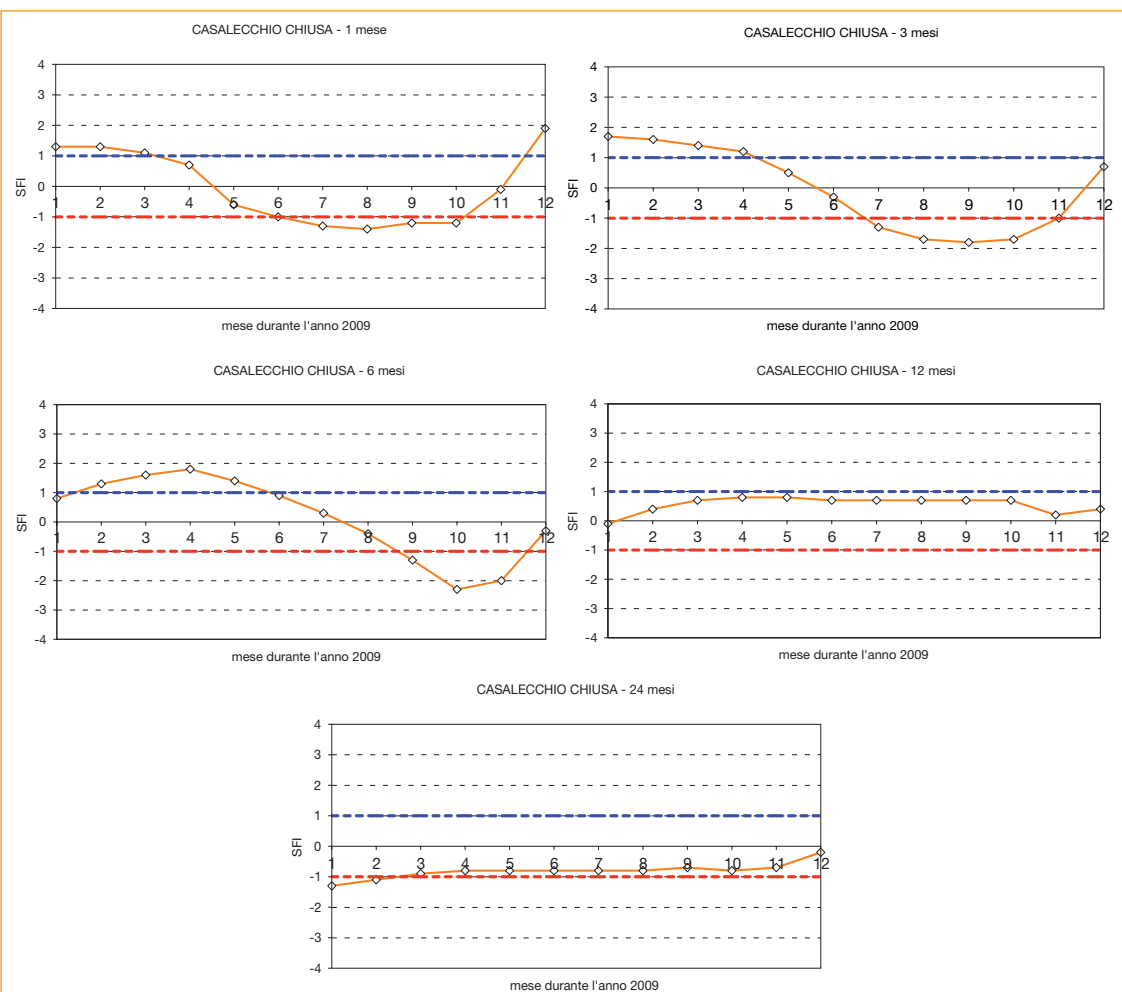 CASALECCHIO CHIUSA - 1 mese
4
3
2
1
0
-1
-2
-3
-4
SFI
1 2 3 4 5 6 7 8 9 10 11 12
mese durante l'anno 2009
CASALECCHIO CHIUSA - 3 mesi
4
3
2
1
0
-1
-2
-3
-4
SFI
1 2 3 4 5 6 7 8 9 10 11 12
mese durante l'anno 2009
CASALECCHIO CHIUSA - 6 mesi
4
3
2
1
0
-1
-2
-3
-4
SFI
1 2 3 4 5 6 7 8 9 10 11 12
mese durante l'anno 2009
CASALECCHIO CHIUSA - 12 mesi
4
3
2
1
0
-1
-2
-3
-4
SFI
1 2 3 4 5 6 7 8 9 10 11 12
mese durante l'anno 2009
CASALECCHIO CHIUSA - 24 mesi
4
3
2
1
0
-1
-2
-3
-4
SFI
1 2 3 4 5 6 7 8 9 10 11 12
mese durante l'anno 2009